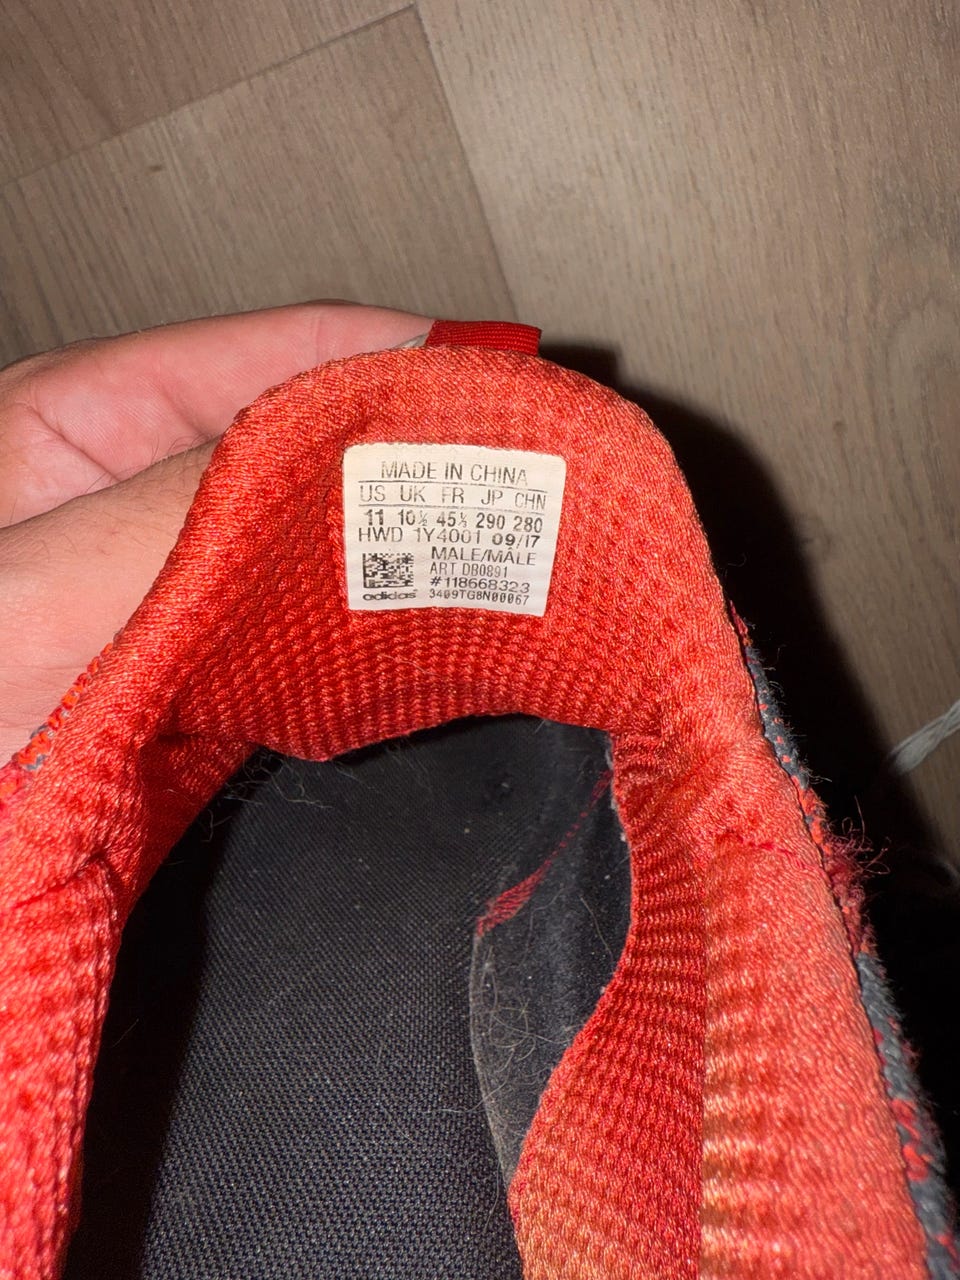 MADE IN CHINA
US UK FR JP CHN
11 10½ 45⅓ 290 280
HWD 1Y4001 09/17
MALE/MÂLE
ART DB0891
#118668323
adidas 3409TG8N00067